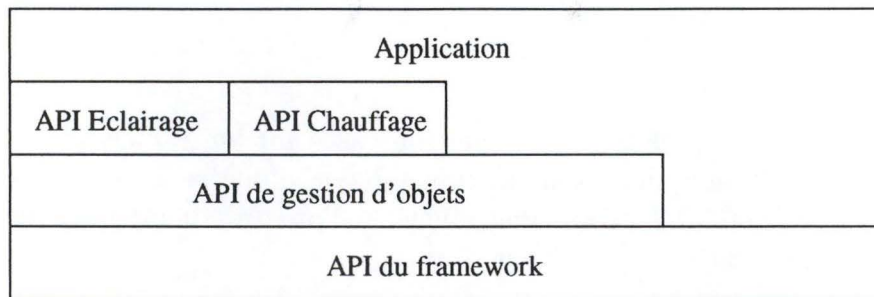 Application
API Eclairage
API Chauffage
API de gestion d'objets
API du framework